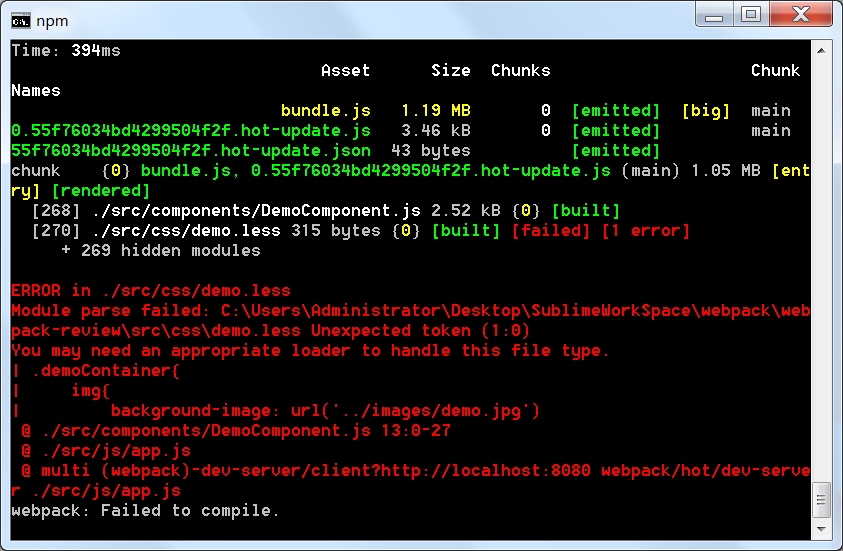 npm
Time: 394ms
Asset Size Chunks Chunk
Names
bundle.js 1.19 MB 0 [emitted] [big] main
0.55f76034bd4299504f2f.hot-update.js 3.46 kB 0 [emitted] main
55f76034bd4299504f2f.hot-update.json 43 bytes [emitted]
chunk {0} bundle.js, 0.55f76034bd4299504f2f.hot-update.js (main) 1.05 MB [ent
ry] [rendered]
[268] ./src/components/DemoComponent.js 2.52 kB {0} [built]
[270] ./src/css/demo.less 315 bytes {0} [built] [failed] [1 error]
+ 269 hidden modules
ERROR in ./src/css/demo.less
Module parse failed: C:\Users\Administrator\Desktop\SublimeWorkSpace\webpack\web
pack-review\src\css\demo.less Unexpected token (1:0)
You may need an appropriate loader to handle this file type.
| .demoContainer{
| img{
| background-image: url('../images/demo.jpg')
@ ./src/components/DemoComponent.js 13:0-27
@ ./src/js/app.js
@ multi (webpack)-dev-server/client?http://localhost:8080 webpack/hot/dev-serve
r ./src/js/app.js
webpack: Failed to compile.